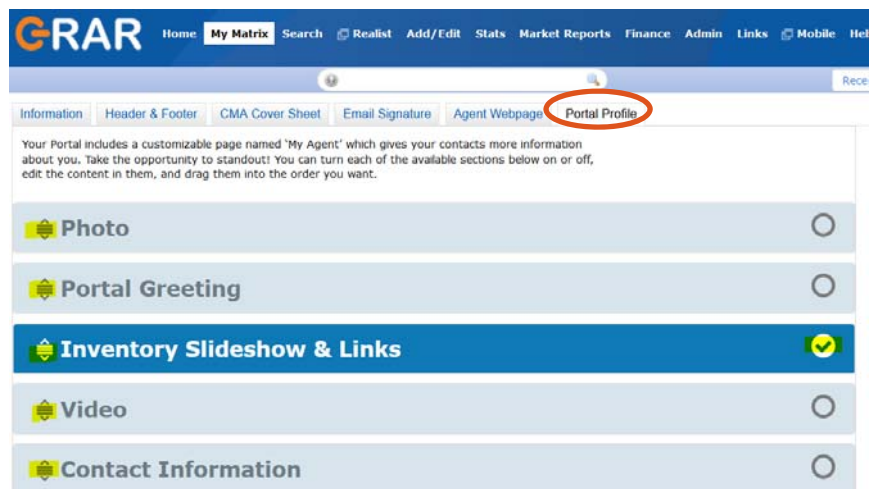 GRAR Home My Matrix Search Realist Add/Edit Stats Market Reports Finance Admin Links Mobile
Information Header & Footer CMA Cover Sheet Email Signature Agent Webpage Portal Profile
Your Portal includes a customizable page named 'My Agent' which gives your contacts more information
about you. Take the opportunity to standout! You can turn each of the available sections below on or off,
edit the content in them, and drag them into the order you want.
Photo
Portal Greeting
Inventory Slideshow & Links
Video
Contact Information